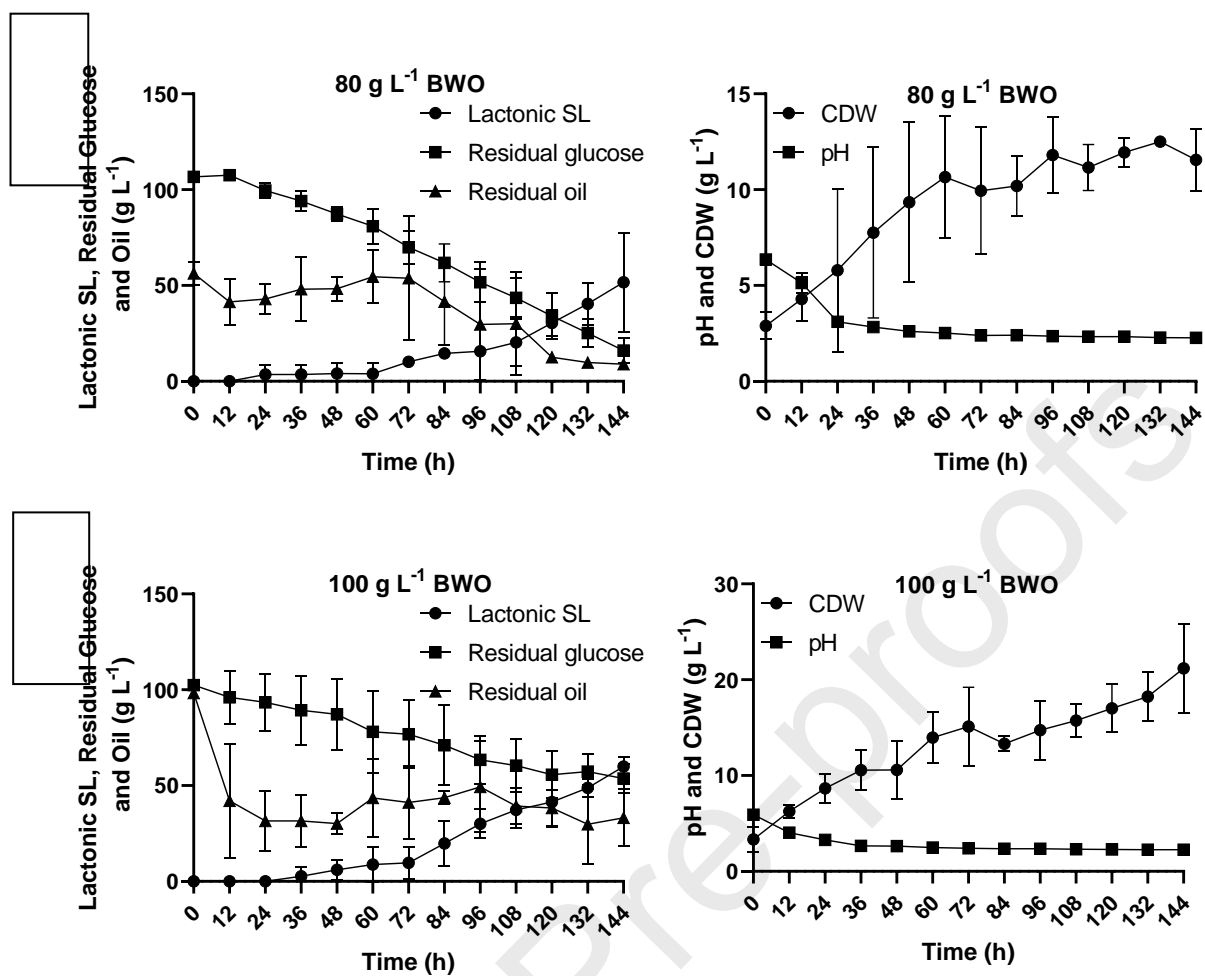 80 g L⁻¹ BWO
Lactonic SL, Residual Glucose
and Oil (g L⁻¹)
150
100
50
0
Lactonic SL
Residual glucose
Residual oil
0 12 24 36 48 60 72 84 96 108 120 132 144
Time (h)
80 g L⁻¹ BWO
pH and CDW (g L⁻¹)
15
10
5
0
CDW
pH
0 12 24 36 48 60 72 84 96 108 120 132 144
Time (h)
100 g L⁻¹ BWO
Lactonic SL, Residual Glucose
and Oil (g L⁻¹)
150
100
50
0
Lactonic SL
Residual glucose
Residual oil
0 12 24 36 48 60 72 84 96 108 120 132 144
Time (h)
100 g L⁻¹ BWO
pH and CDW (g L⁻¹)
30
20
10
0
CDW
pH
0 12 24 36 48 60 72 84 96 108 120 132 144
Time (h)
Pre-proofs